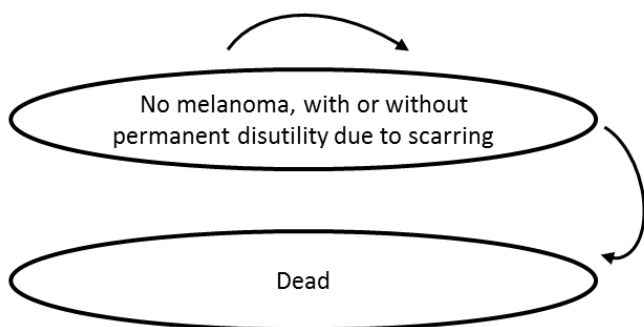 No melanoma, with or without
permanent disutility due to scarring
Dead